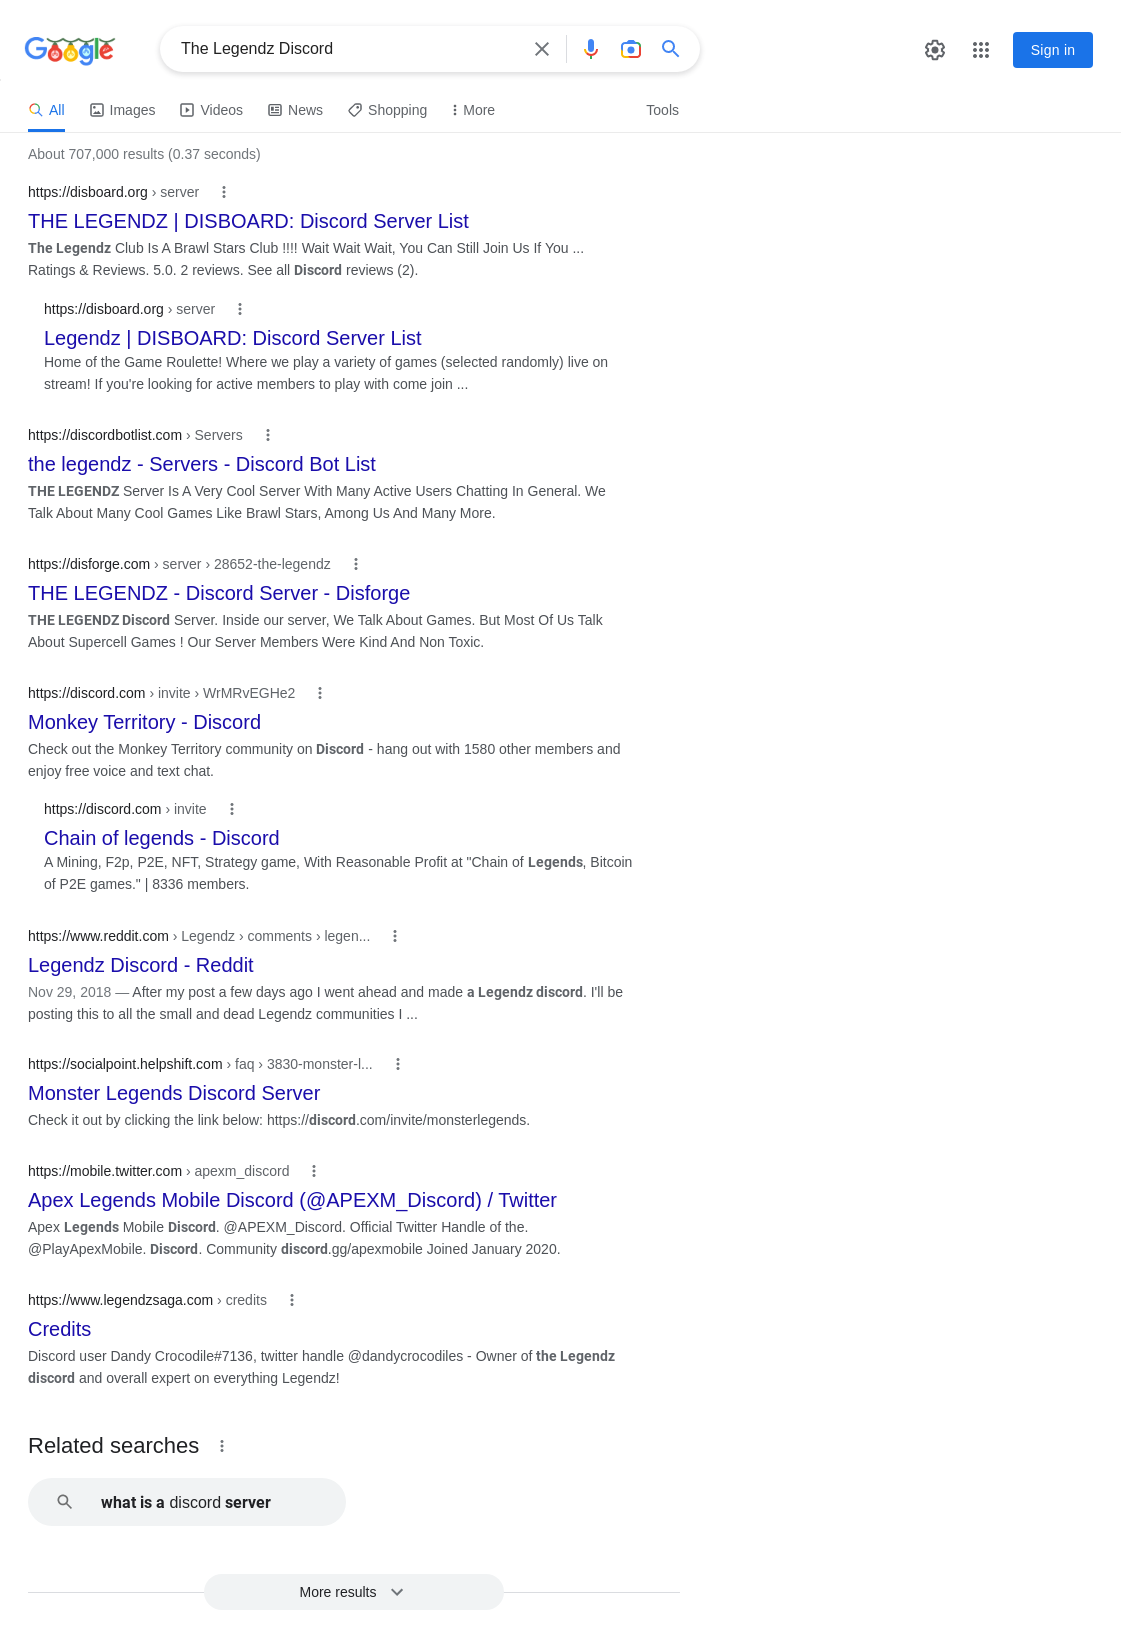 Google
The Legendz Discord
Sign in
All Images Videos News Shopping More Tools
About 707,000 results (0.37 seconds)
https://disboard.org › server
THE LEGENDZ | DISBOARD: Discord Server List
The Legendz Club Is A Brawl Stars Club !!!! Wait Wait Wait, You Can Still Join Us If You ...
Ratings & Reviews. 5.0. 2 reviews. See all Discord reviews (2).
https://disboard.org › server
Legendz | DISBOARD: Discord Server List
Home of the Game Roulette! Where we play a variety of games (selected randomly) live on
stream! If you're looking for active members to play with come join ...
https://discordbotlist.com › Servers
the legendz - Servers - Discord Bot List
THE LEGENDZ Server Is A Very Cool Server With Many Active Users Chatting In General. We
Talk About Many Cool Games Like Brawl Stars, Among Us And Many More.
https://disforge.com › server › 28652-the-legendz
THE LEGENDZ - Discord Server - Disforge
THE LEGENDZ Discord Server. Inside our server, We Talk About Games. But Most Of Us Talk
About Supercell Games ! Our Server Members Were Kind And Non Toxic.
https://discord.com › invite › WrMRvEGHe2
Monkey Territory - Discord
Check out the Monkey Territory community on Discord - hang out with 1580 other members and
enjoy free voice and text chat.
https://discord.com › invite
Chain of legends - Discord
A Mining, F2p, P2E, NFT, Strategy game, With Reasonable Profit at "Chain of Legends, Bitcoin
of P2E games." | 8336 members.
https://www.reddit.com › Legendz › comments › legen...
Legendz Discord - Reddit
Nov 29, 2018 — After my post a few days ago I went ahead and made a Legendz discord. I'll be
posting this to all the small and dead Legendz communities I ...
https://socialpoint.helpshift.com › faq › 3830-monster-l...
Monster Legends Discord Server
Check it out by clicking the link below: https://discord.com/invite/monsterlegends.
https://mobile.twitter.com › apexm_discord
Apex Legends Mobile Discord (@APEXM_Discord) / Twitter
Apex Legends Mobile Discord. @APEXM_Discord. Official Twitter Handle of the.
@PlayApexMobile. Discord. Community discord.gg/apexmobile Joined January 2020.
https://www.legendzsaga.com › credits
Credits
Discord user Dandy Crocodile#7136, twitter handle @dandycrocodiles - Owner of the Legendz
discord and overall expert on everything Legendz!
Related searches
what is a discord server
More results